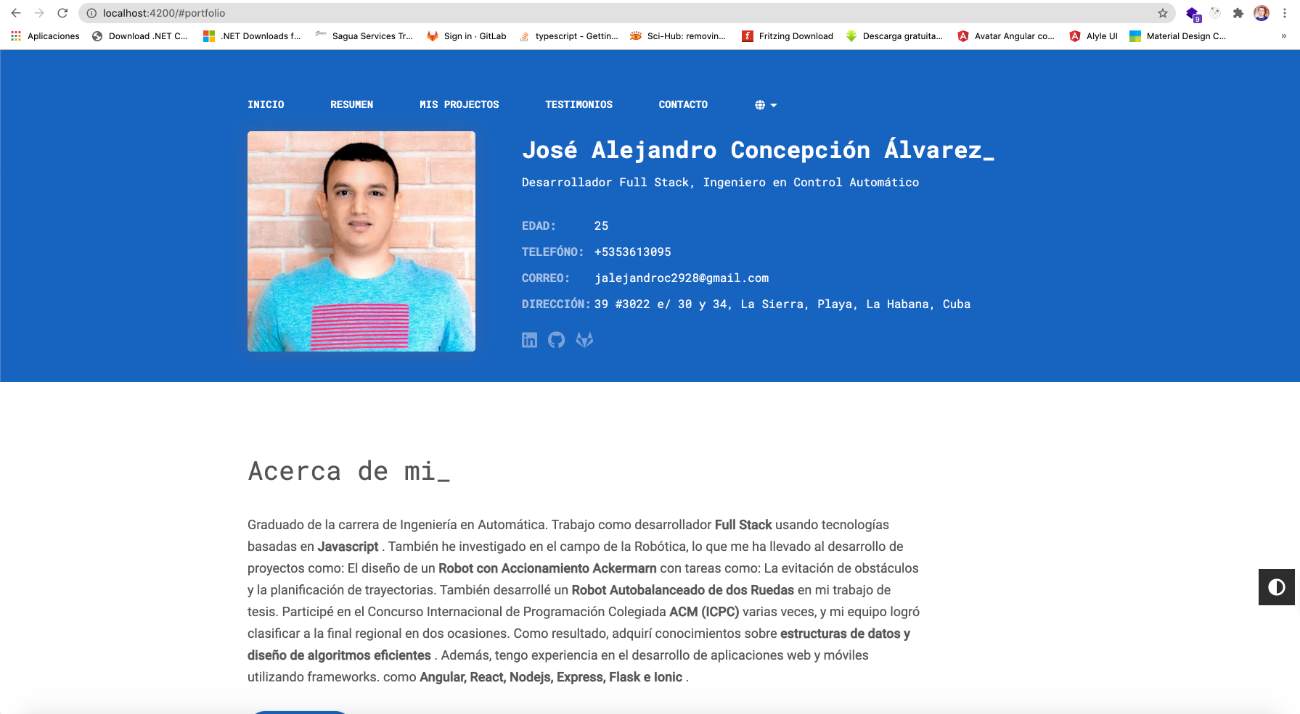 localhost:4200/#portfolio
9
Aplicaciones Download .NET C... .NET Downloads f... Sagua Services Tr... Sign in · GitLab typescript - Gettin... Sci-Hub: removin... Fritzing Download Descarga gratuita... Avatar Angular co... Alyle UI Material Design C... »
INICIO RESUMEN MIS PROJECTOS TESTIMONIOS CONTACTO
José Alejandro Concepción Álvarez_
Desarrollador Full Stack, Ingeniero en Control Automático
EDAD: 25
TELEFÓNO: +5353613095
CORREO: jalejandroc2928@gmail.com
DIRECCIÓN: 39 #3022 e/ 30 y 34, La Sierra, Playa, La Habana, Cuba
Acerca de mi_
Graduado de la carrera de Ingeniería en Automática. Trabajo como desarrollador Full Stack usando tecnologías
basadas en Javascript . También he investigado en el campo de la Robótica, lo que me ha llevado al desarrollo de
proyectos como: El diseño de un Robot con Accionamiento Ackermarn con tareas como: La evitación de obstáculos
y la planificación de trayectorias. También desarrollé un Robot Autobalanceado de dos Ruedas en mi trabajo de
tesis. Participé en el Concurso Internacional de Programación Colegiada ACM (ICPC) varias veces, y mi equipo logró
clasificar a la final regional en dos ocasiones. Como resultado, adquirí conocimientos sobre estructuras de datos y
diseño de algoritmos eficientes . Además, tengo experiencia en el desarrollo de aplicaciones web y móviles
utilizando frameworks. como Angular, React, Nodejs, Express, Flask e Ionic .